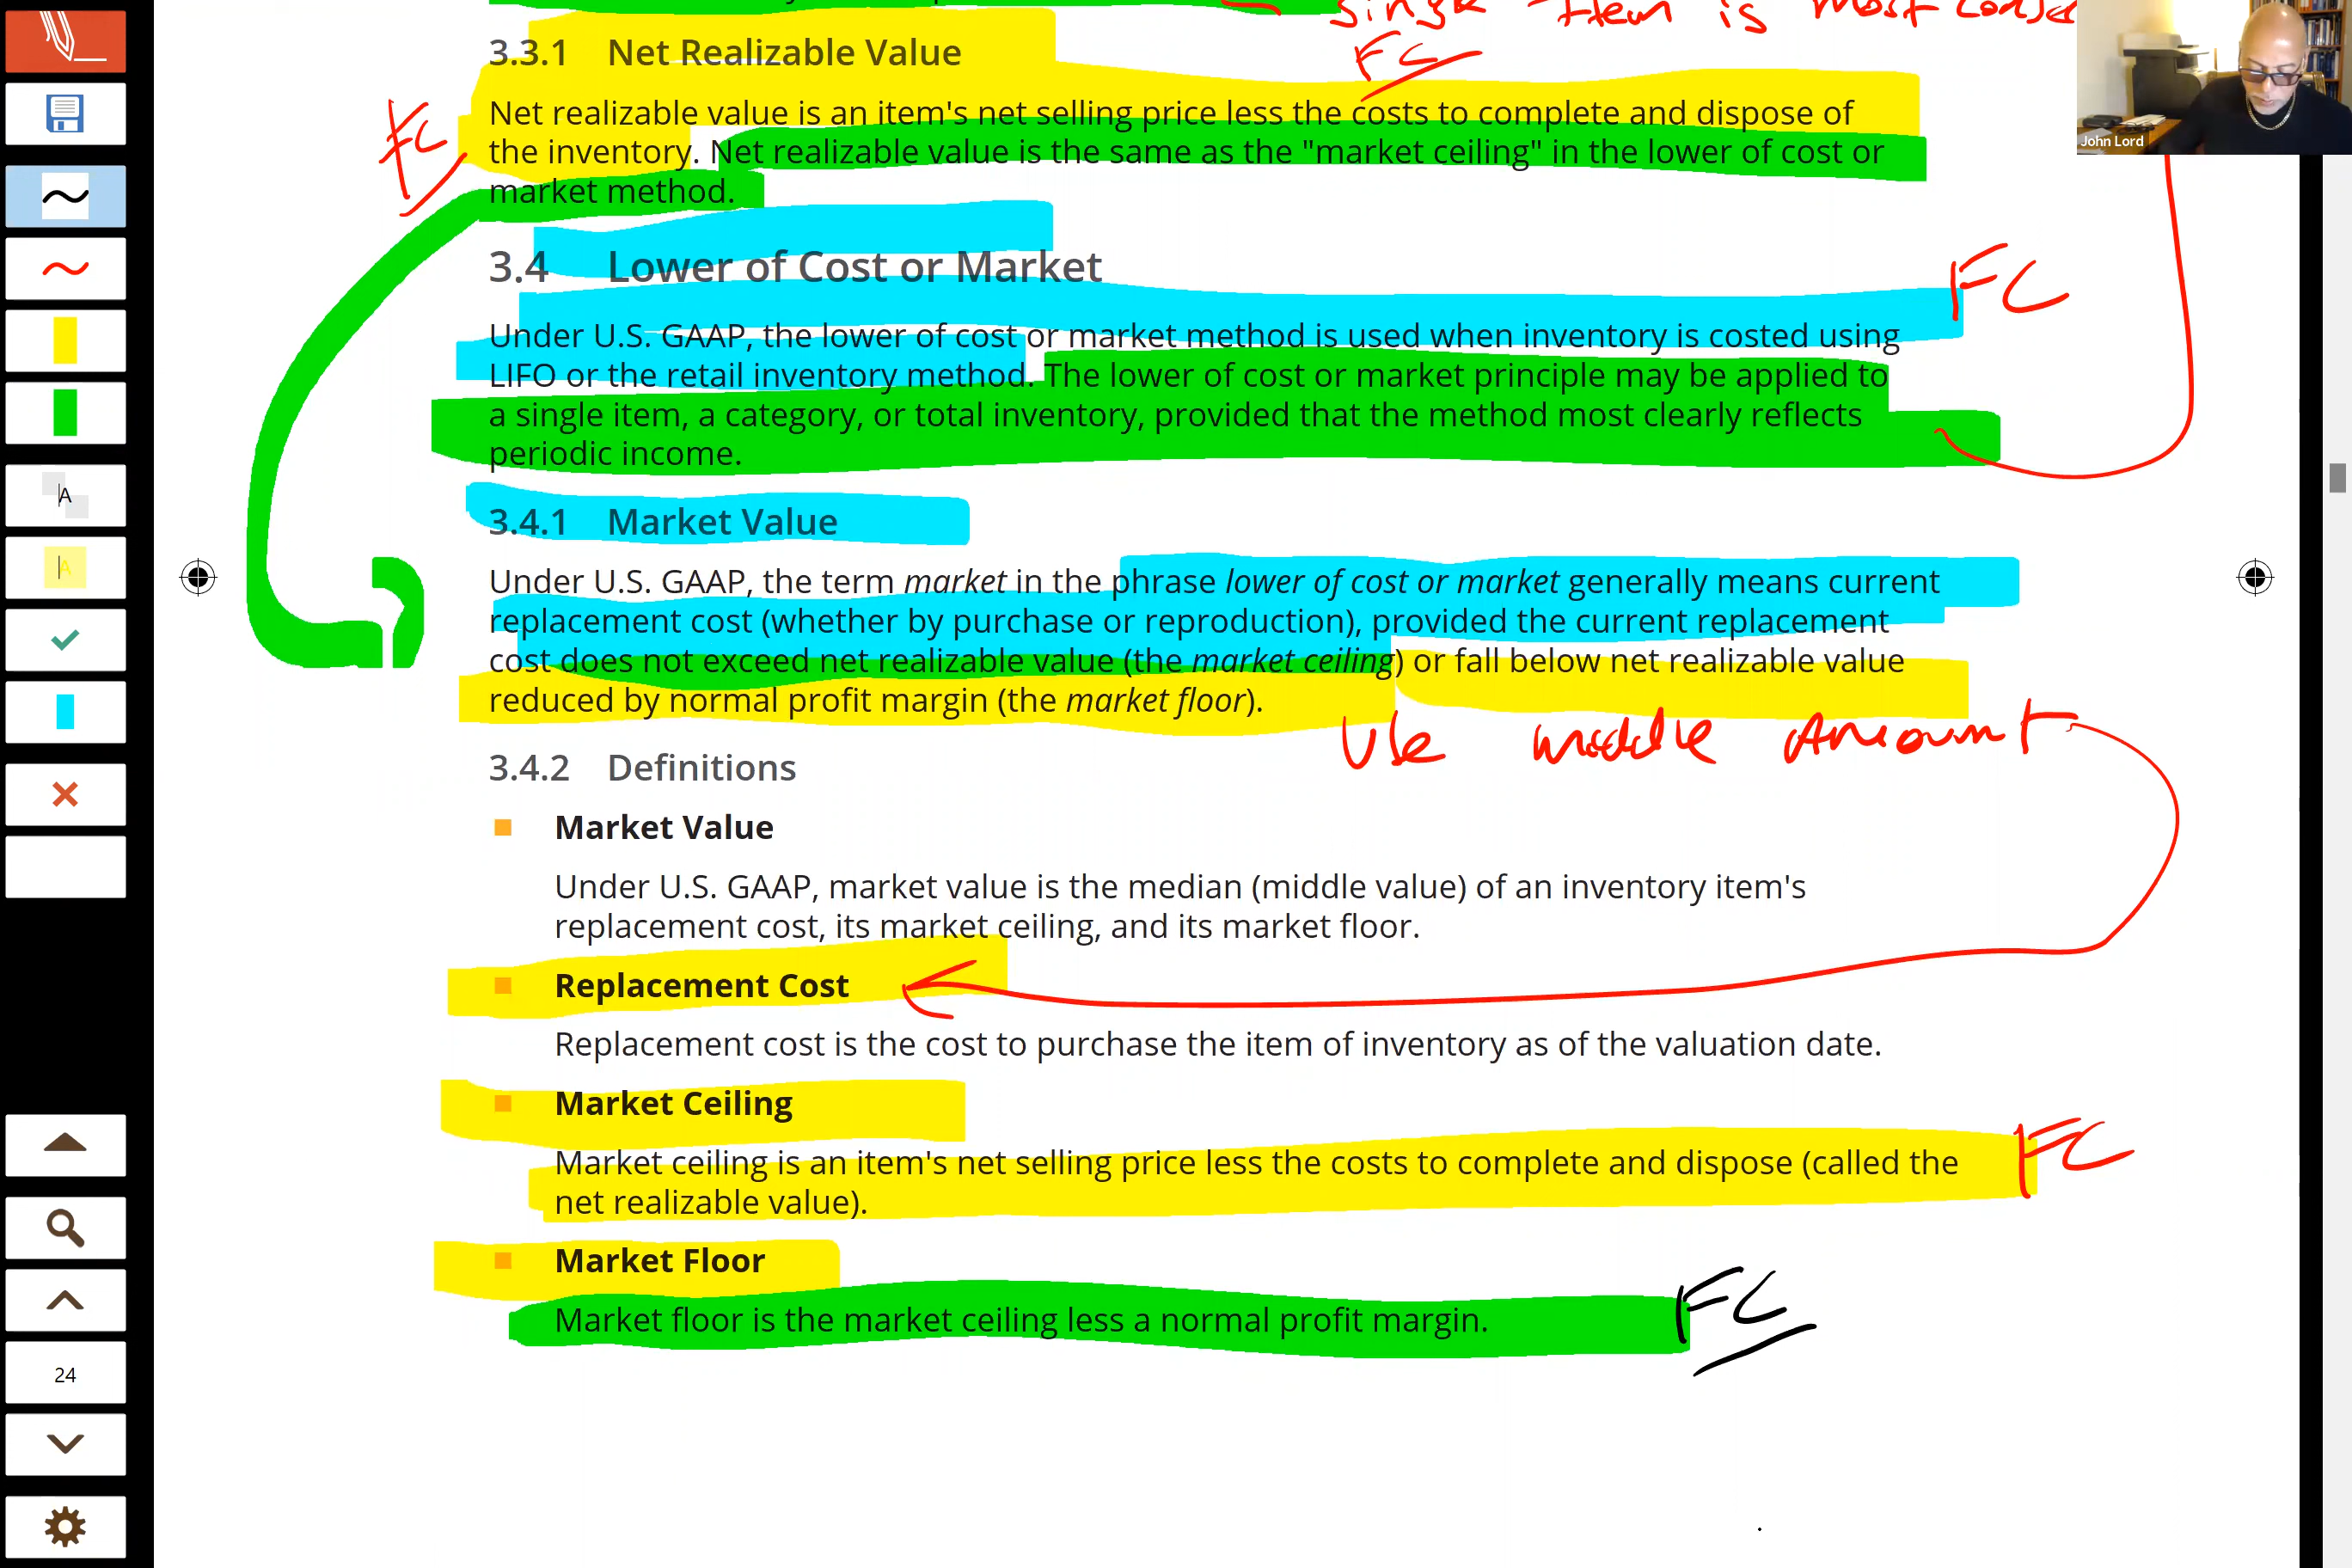 single item is most
3.3.1 Net Realizable Value
FC
Net realizable value is an item's net selling price less the costs to complete and dispose of
FC
the inventory. Net realizable value is the same as the "market ceiling" in the lower of cost or
John Lord
market method.
3.4 Lower of Cost or Market
FC
Under U.S. GAAP, the lower of cost or market method is used when inventory is costed using
LIFO or the retail inventory method. The lower of cost or market principle may be applied to
a single item, a category, or total inventory, provided that the method most clearly reflects
periodic income.
3.4.1 Market Value
Under U.S. GAAP, the term market in the phrase lower of cost or market generally means current
replacement cost (whether by purchase or reproduction), provided the current replacement
cost does not exceed net realizable value (the market ceiling) or fall below net realizable value
reduced by normal profit margin (the market floor).
Use middle Amount
3.4.2 Definitions
Market Value
Under U.S. GAAP, market value is the median (middle value) of an inventory item's
replacement cost, its market ceiling, and its market floor.
Replacement Cost
Replacement cost is the cost to purchase the item of inventory as of the valuation date.
Market Ceiling
Market ceiling is an item's net selling price less the costs to complete and dispose (called the
FC
net realizable value).
Market Floor
Market floor is the market ceiling less a normal profit margin.
FC
A
A
24